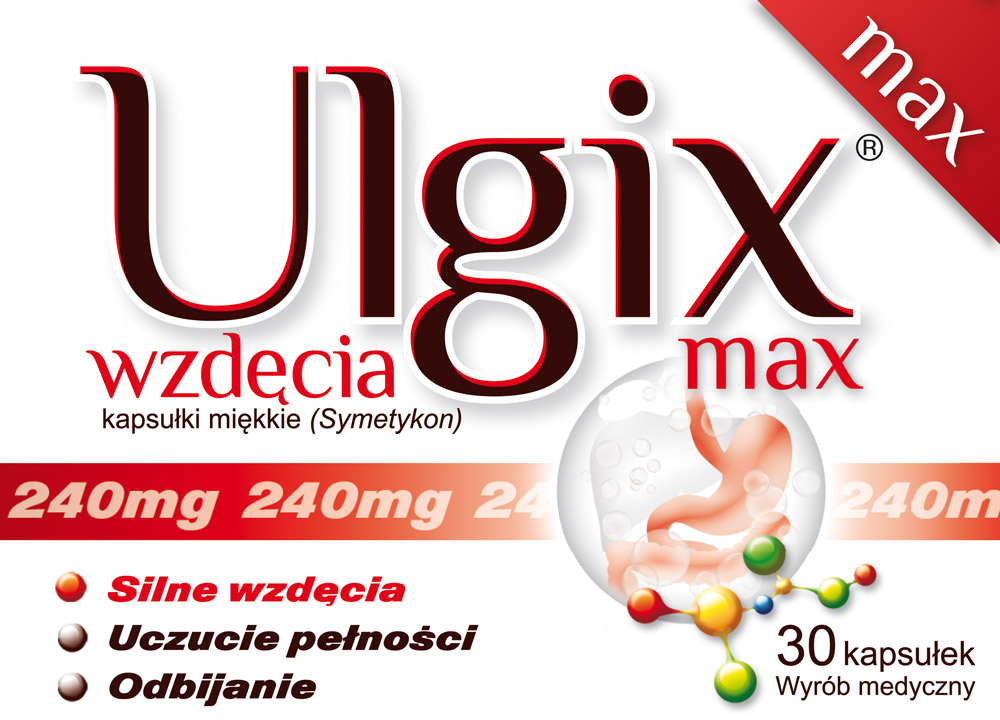 max
Ulgix®
wzdęcia max
kapsułki miękkie (Symetykon)
240mg 240mg 24 240m
Silne wzdęcia
Uczucie pełności
Odbijanie
30 kapsułek
Wyrób medyczny